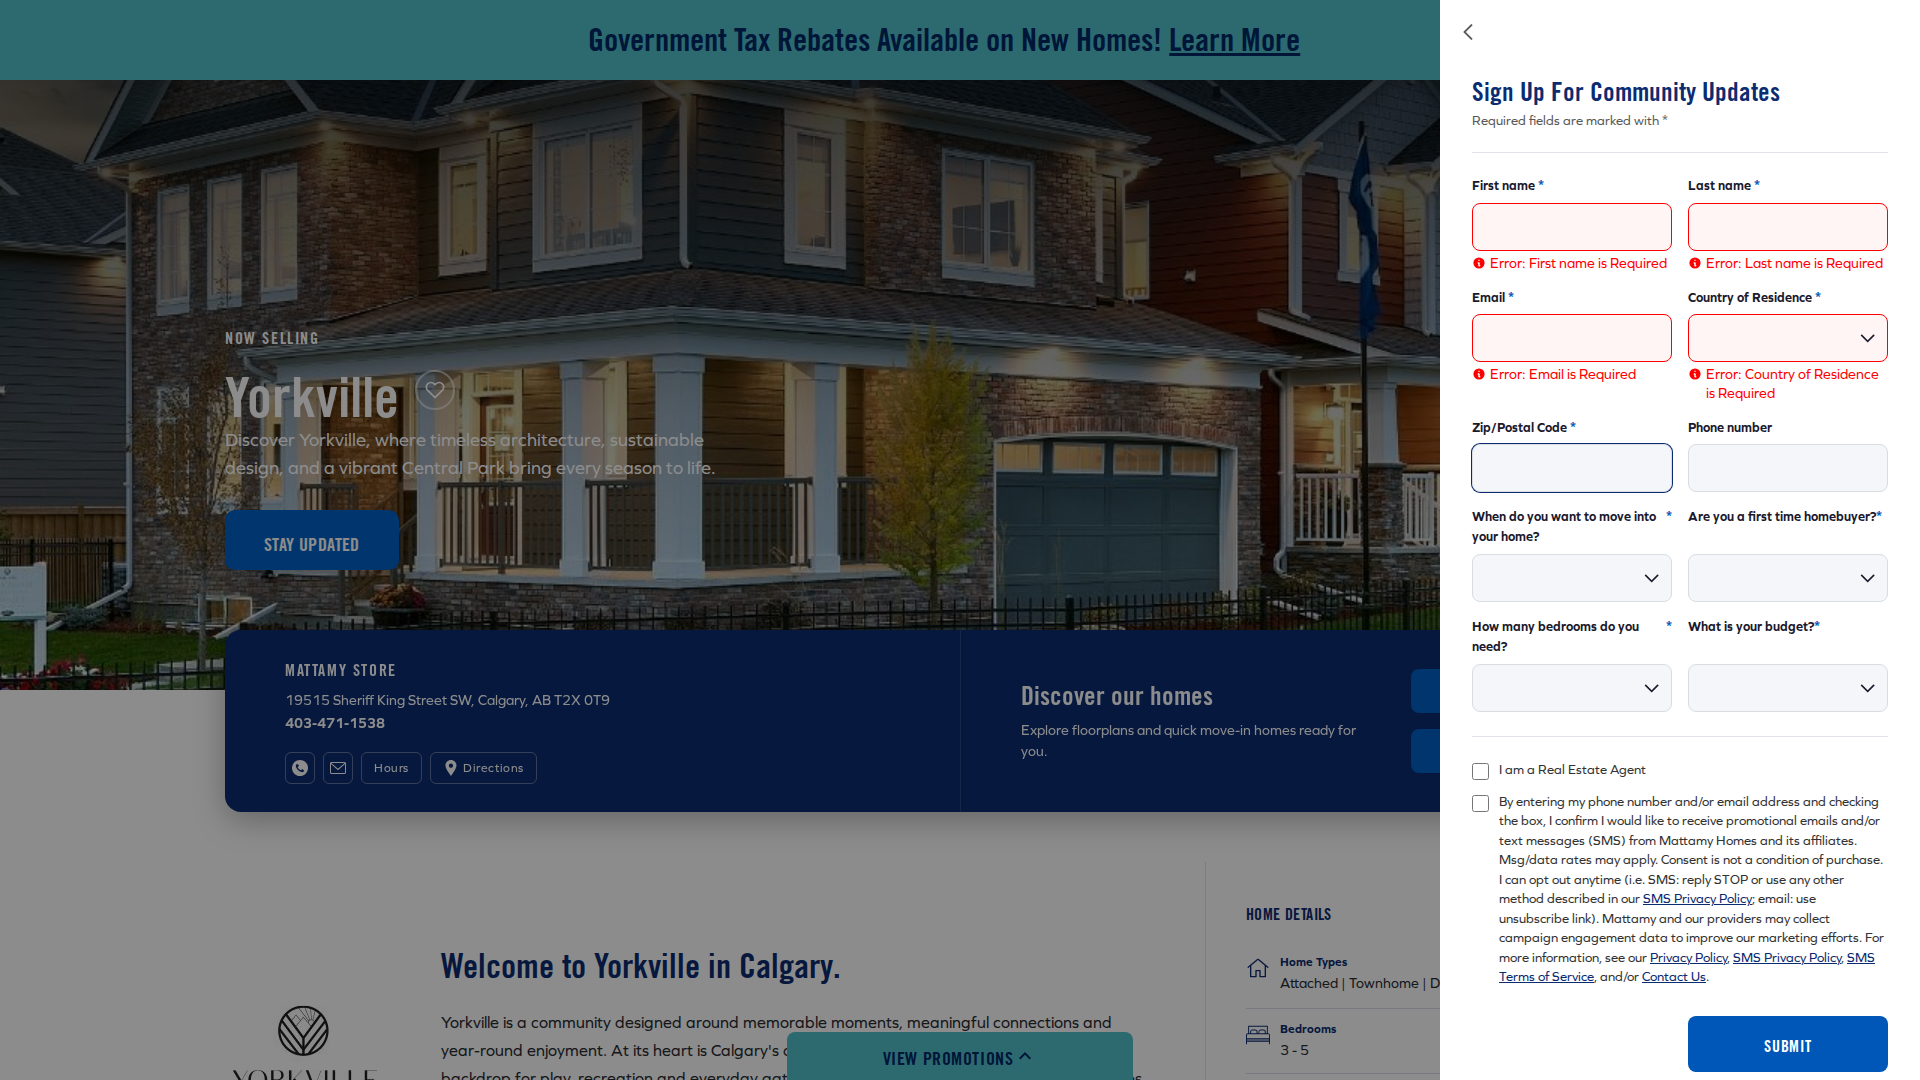 Government Tax Rebates Available on New Homes! Learn More
NOW SELLING
Yorkville
Discover Yorkville, where timeless architecture, sustainable
design, and a vibrant Central Park bring every season to life.
STAY UPDATED
MATTAMY STORE
19515 Sheriff King Street SW, Calgary, AB T2X 0T9
403-471-1538
Hours
Directions
Discover our homes
Explore floorplans and quick move-in homes ready for
you.
Welcome to Yorkville in Calgary.
Yorkville is a community designed around memorable moments, meaningful connections and
year-round enjoyment. At its heart is Calgary's
backdrop for play, recreation and everyday
YORKVILLE
HOME DETAILS
Home Types
Attached | Townhome | D
Bedrooms
3 - 5
VIEW PROMOTIONS
Sign Up For Community Updates
Required fields are marked with *
First name *
Last name *
Error: First name is Required
Error: Last name is Required
Email *
Country of Residence *
Error: Email is Required
Error: Country of Residence
is Required
Zip/Postal Code *
Phone number
When do you want to move into *
your home?
Are you a first time homebuyer?*
How many bedrooms do you *
need?
What is your budget?*
I am a Real Estate Agent
By entering my phone number and/or email address and checking
the box, I confirm I would like to receive promotional emails and/or
text messages (SMS) from Mattamy Homes and its affiliates.
Msg/data rates may apply. Consent is not a condition of purchase.
I can opt out anytime (i.e. SMS: reply STOP or use any other
method described in our SMS Privacy Policy; email: use
unsubscribe link). Mattamy and our providers may collect
campaign engagement data to improve our marketing efforts. For
more information, see our Privacy Policy, SMS Privacy Policy, SMS
Terms of Service, and/or Contact Us.
SUBMIT